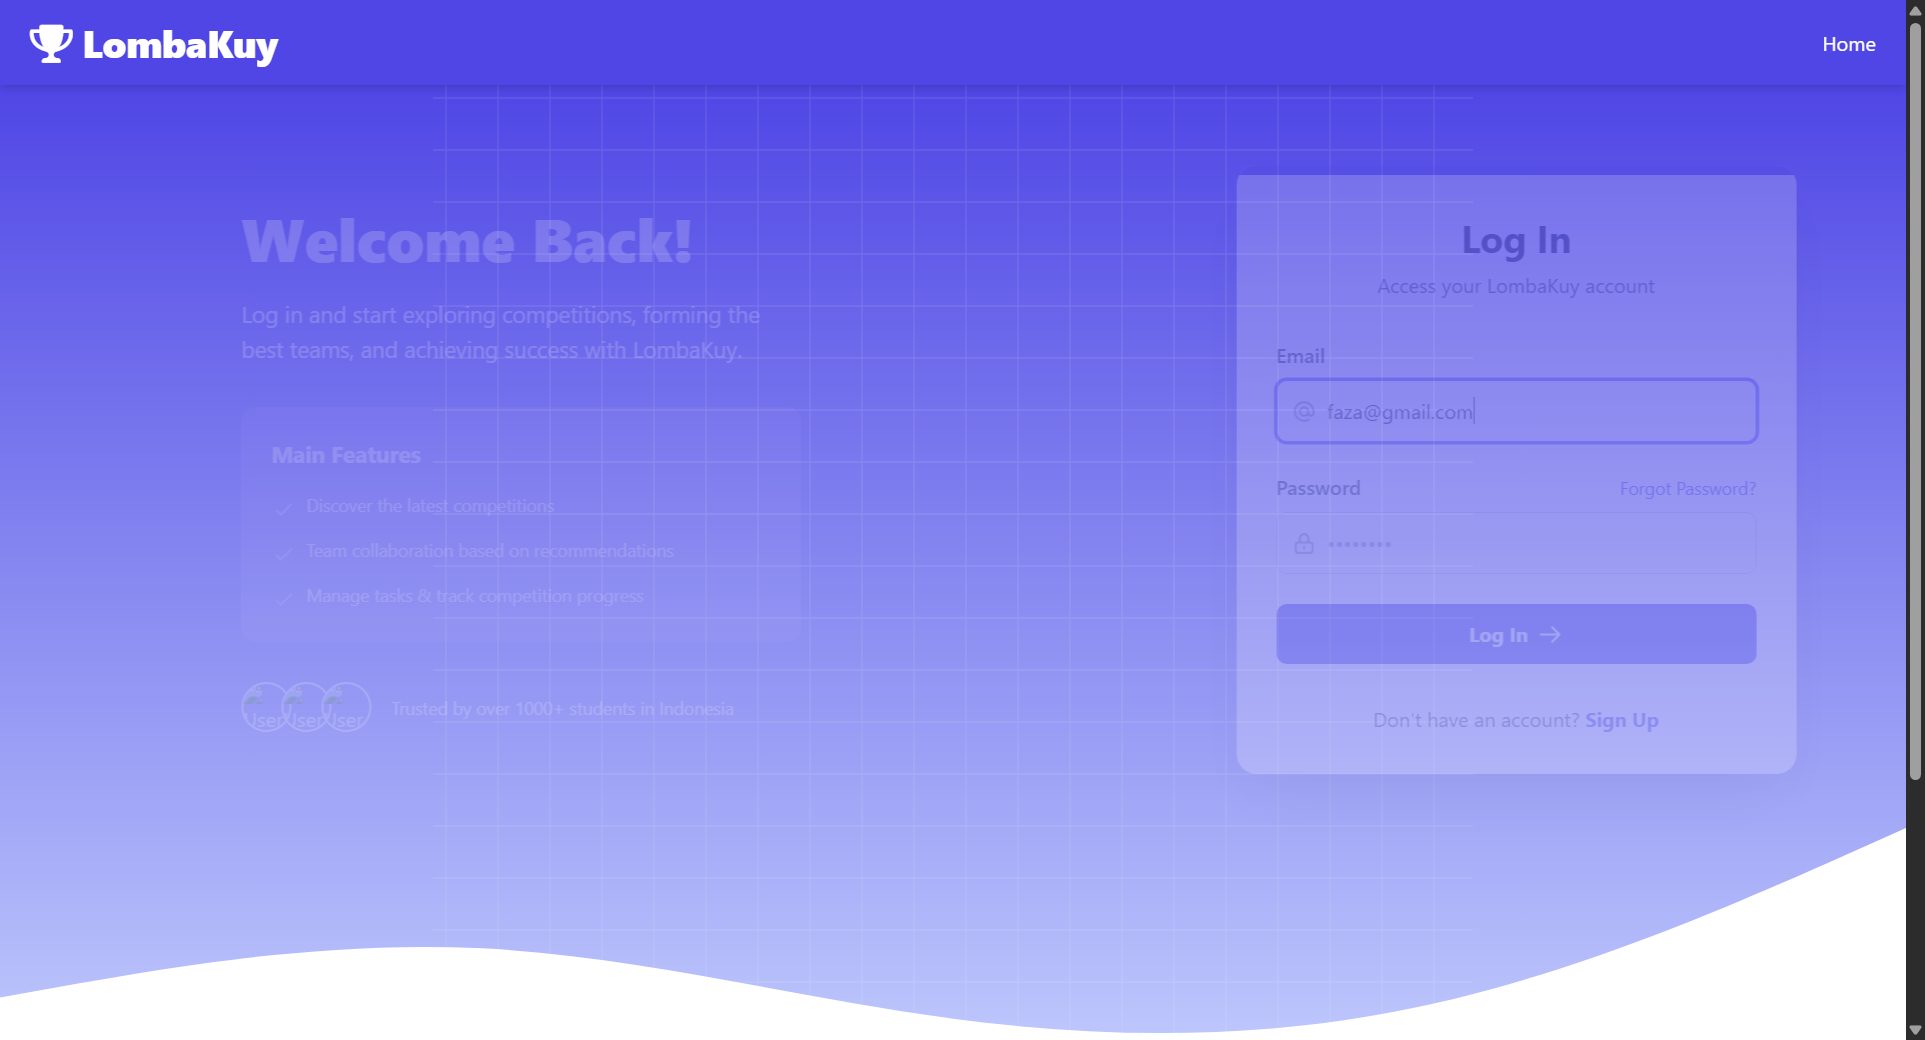 LombaKuy
Home
Welcome Back!
Log in and start exploring competitions, forming the
best teams, and achieving success with LombaKuy.
Main Features
Discover the latest competitions
Team collaboration based on recommendations
Manage tasks & track competition progress
User User User
Trusted by over 1000+ students in Indonesia
Log In
Access your LombaKuy account
Email
faza@gmail.com
Password Forgot Password?
••••••••
Log In →
Don't have an account? Sign Up